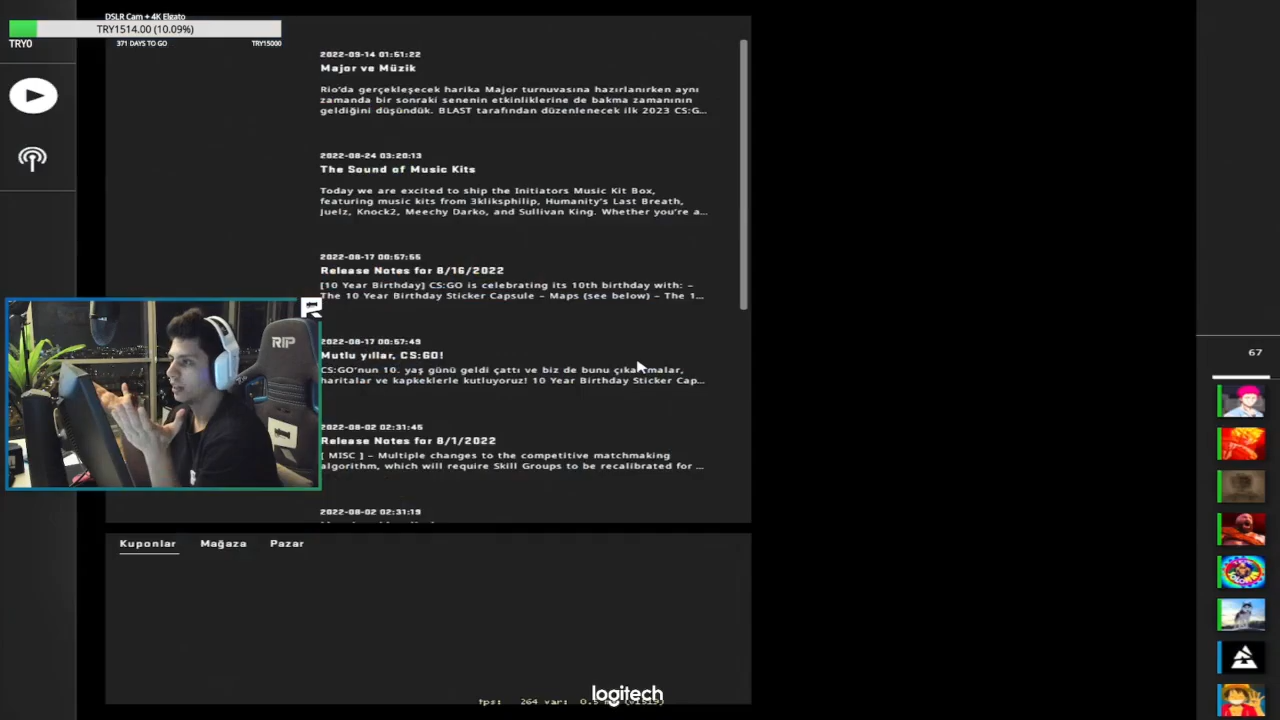 DSLR Cam + 4K Elgato
TRY1514.00 (10.09%)
TRY0
371 DAYS TO GO
TRY15000
2022-09-14 01:51:22
Major ve Müzik
Rio'da gerçekleşecek harika Major turnuvasına hazırlanırken aynı
zamanda bir sonraki senenin etkinliklerine de bakma zamanının
geldiğini düşündük. BLAST tarafından düzenlenecek ilk 2023 CS:G...
2022-08-24 03:20:13
The Sound of Music Kits
Today we are excited to ship the Initiators Music Kit Box,
featuring music kits from 3kliksphilip, Humanity's Last Breath,
Juelz, Knock2, Meechy Darko, and Sullivan King. Whether you're a...
2022-08-17 00:57:55
Release Notes for 8/16/2022
[10 Year Birthday] CS:GO is celebrating its 10th birthday with: –
The 10 Year Birthday Sticker Capsule – Maps (see below) – The 1...
2022-08-17 00:57:49
Mutlu yıllar, CS:GO!
CS:GO'nun 10. yaş günü geldi çattı ve biz de bunu çıkartmalar,
haritalar ve kapkeklerle kutluyoruz! 10 Year Birthday Sticker Cap...
2022-08-02 02:31:45
Release Notes for 8/1/2022
[ MISC ] – Multiple changes to the competitive matchmaking
algorithm, which will require Skill Groups to be recalibrated for ...
2022-08-02 02:31:19
RIP
67
Kuponlar
Mağaza
Pazar
logitech
fps: 264 var: